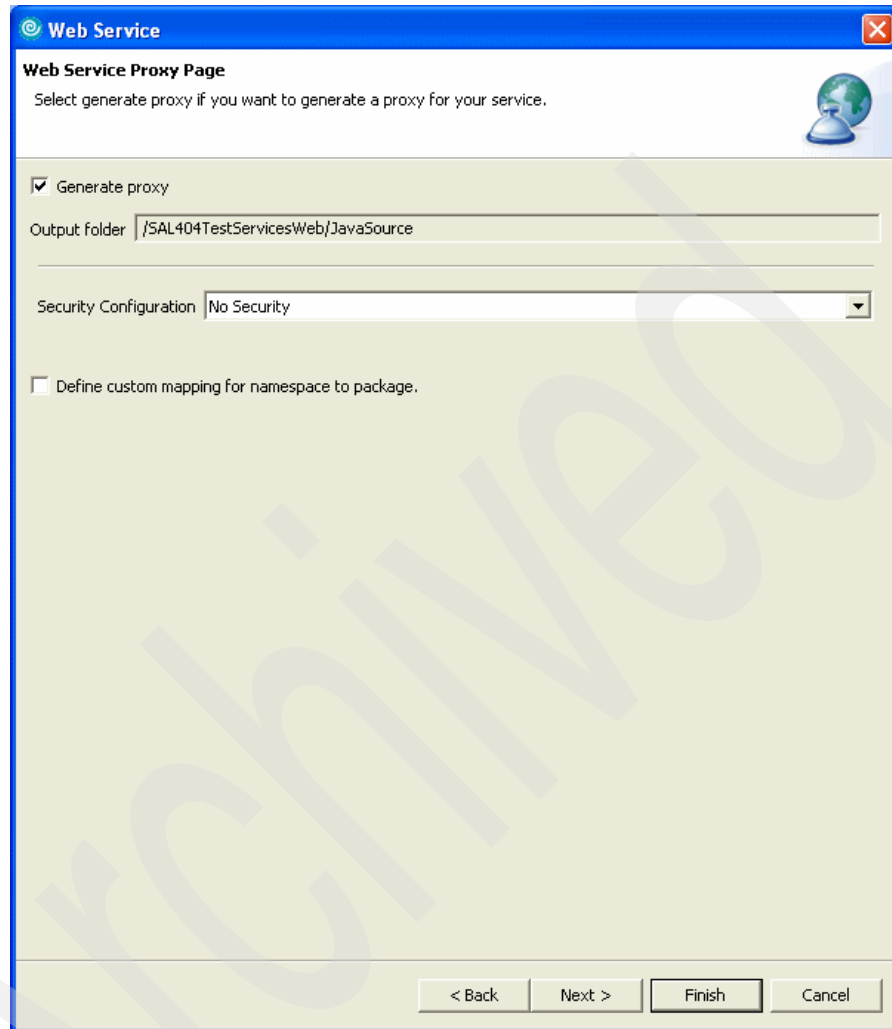 Web Service
Web Service Proxy Page
Select generate proxy if you want to generate a proxy for your service.
Generate proxy
Output folder /SAL404TestServicesWeb/JavaSource
Security Configuration No Security
Define custom mapping for namespace to package.
Archived
< Back Next > Finish Cancel